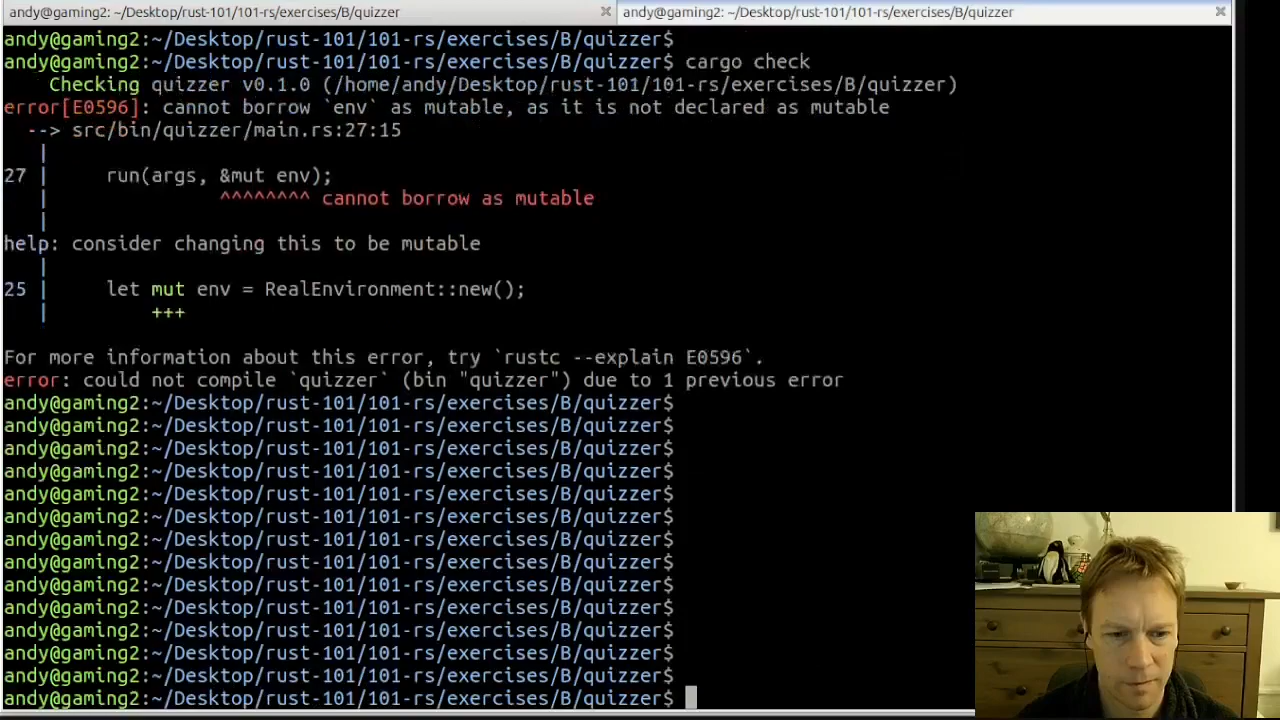 andy@gaming2: ~/Desktop/rust-101/101-rs/exercises/B/quizzer
andy@gaming2: ~/Desktop/rust-101/101-rs/exercises/B/quizzer
andy@gaming2:~/Desktop/rust-101/101-rs/exercises/B/quizzer$
andy@gaming2:~/Desktop/rust-101/101-rs/exercises/B/quizzer$ cargo check
    Checking quizzer v0.1.0 (/home/andy/Desktop/rust-101/101-rs/exercises/B/quizzer)
error[E0596]: cannot borrow `env` as mutable, as it is not declared as mutable
  --> src/bin/quizzer/main.rs:27:15
   |
27 |     run(args, &mut env);
   |               ^^^^^^^^ cannot borrow as mutable
   |
help: consider changing this to be mutable
   |
25 |     let mut env = RealEnvironment::new();
   |         +++
For more information about this error, try `rustc --explain E0596`.
error: could not compile `quizzer` (bin "quizzer") due to 1 previous error
andy@gaming2:~/Desktop/rust-101/101-rs/exercises/B/quizzer$
andy@gaming2:~/Desktop/rust-101/101-rs/exercises/B/quizzer$
andy@gaming2:~/Desktop/rust-101/101-rs/exercises/B/quizzer$
andy@gaming2:~/Desktop/rust-101/101-rs/exercises/B/quizzer$
andy@gaming2:~/Desktop/rust-101/101-rs/exercises/B/quizzer$
andy@gaming2:~/Desktop/rust-101/101-rs/exercises/B/quizzer$
andy@gaming2:~/Desktop/rust-101/101-rs/exercises/B/quizzer$
andy@gaming2:~/Desktop/rust-101/101-rs/exercises/B/quizzer$
andy@gaming2:~/Desktop/rust-101/101-rs/exercises/B/quizzer$
andy@gaming2:~/Desktop/rust-101/101-rs/exercises/B/quizzer$
andy@gaming2:~/Desktop/rust-101/101-rs/exercises/B/quizzer$
andy@gaming2:~/Desktop/rust-101/101-rs/exercises/B/quizzer$
andy@gaming2:~/Desktop/rust-101/101-rs/exercises/B/quizzer$
andy@gaming2:~/Desktop/rust-101/101-rs/exercises/B/quizzer$